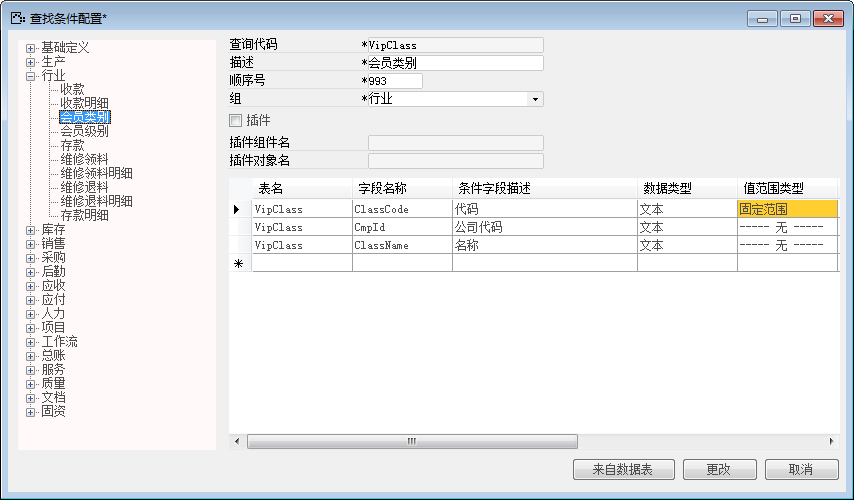 查找条件配置*
基础定义
生产
行业
收款
收款明细
会员类别
会员级别
存款
维修领料
维修领料明细
维修退料
维修退料明细
存款明细
库存
销售
采购
后勤
应收
应付
人力
项目
工作流
总账
服务
质量
文档
固资
查询代码 *VipClass
描述 *会员类别
顺序号 *993
组 *行业
插件
插件组件名
插件对象名
表名 字段名称 条件字段描述 数据类型 值范围类型
VipClass ClassCode 代码 文本 固定范围
VipClass CmpId 公司代码 文本 ----- 无 -----
VipClass ClassName 名称 文本 ----- 无 -----
*
来自数据表 更改 取消